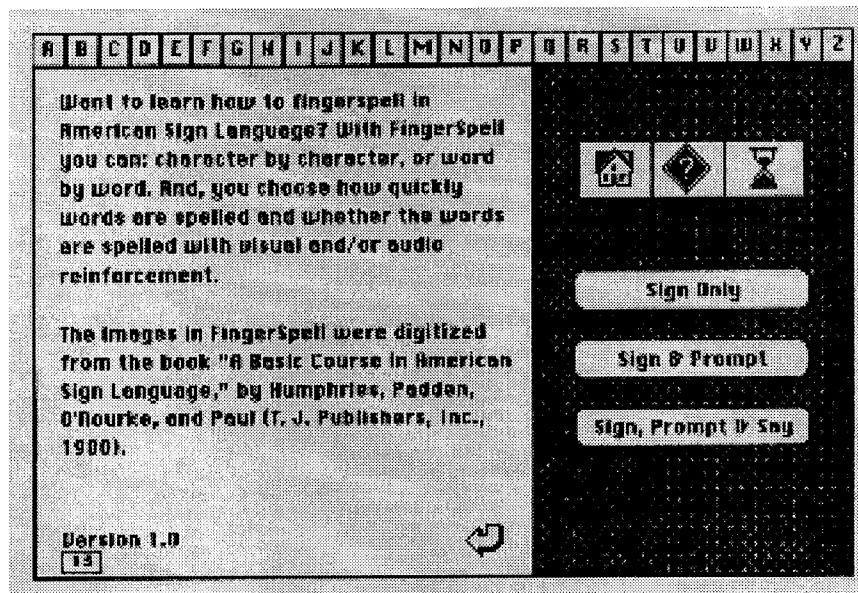 A B C D E F G H I J K L M N O P Q R S T U V W X Y Z
Want to learn how to fingerspell in
American Sign Language? With FingerSpell
you can: character by character, or word
by word. And, you choose how quickly
words are spelled and whether the words
are spelled with visual and/or audio
reinforcement.
The images in FingerSpell were digitized
from the book "A Basic Course in American
Sign Language," by Humphries, Padden,
O'Rourke, and Paul (T. J. Publishers, Inc.,
1980).
Version 1.0
?
Sign Only
Sign & Prompt
Sign, Prompt & Say